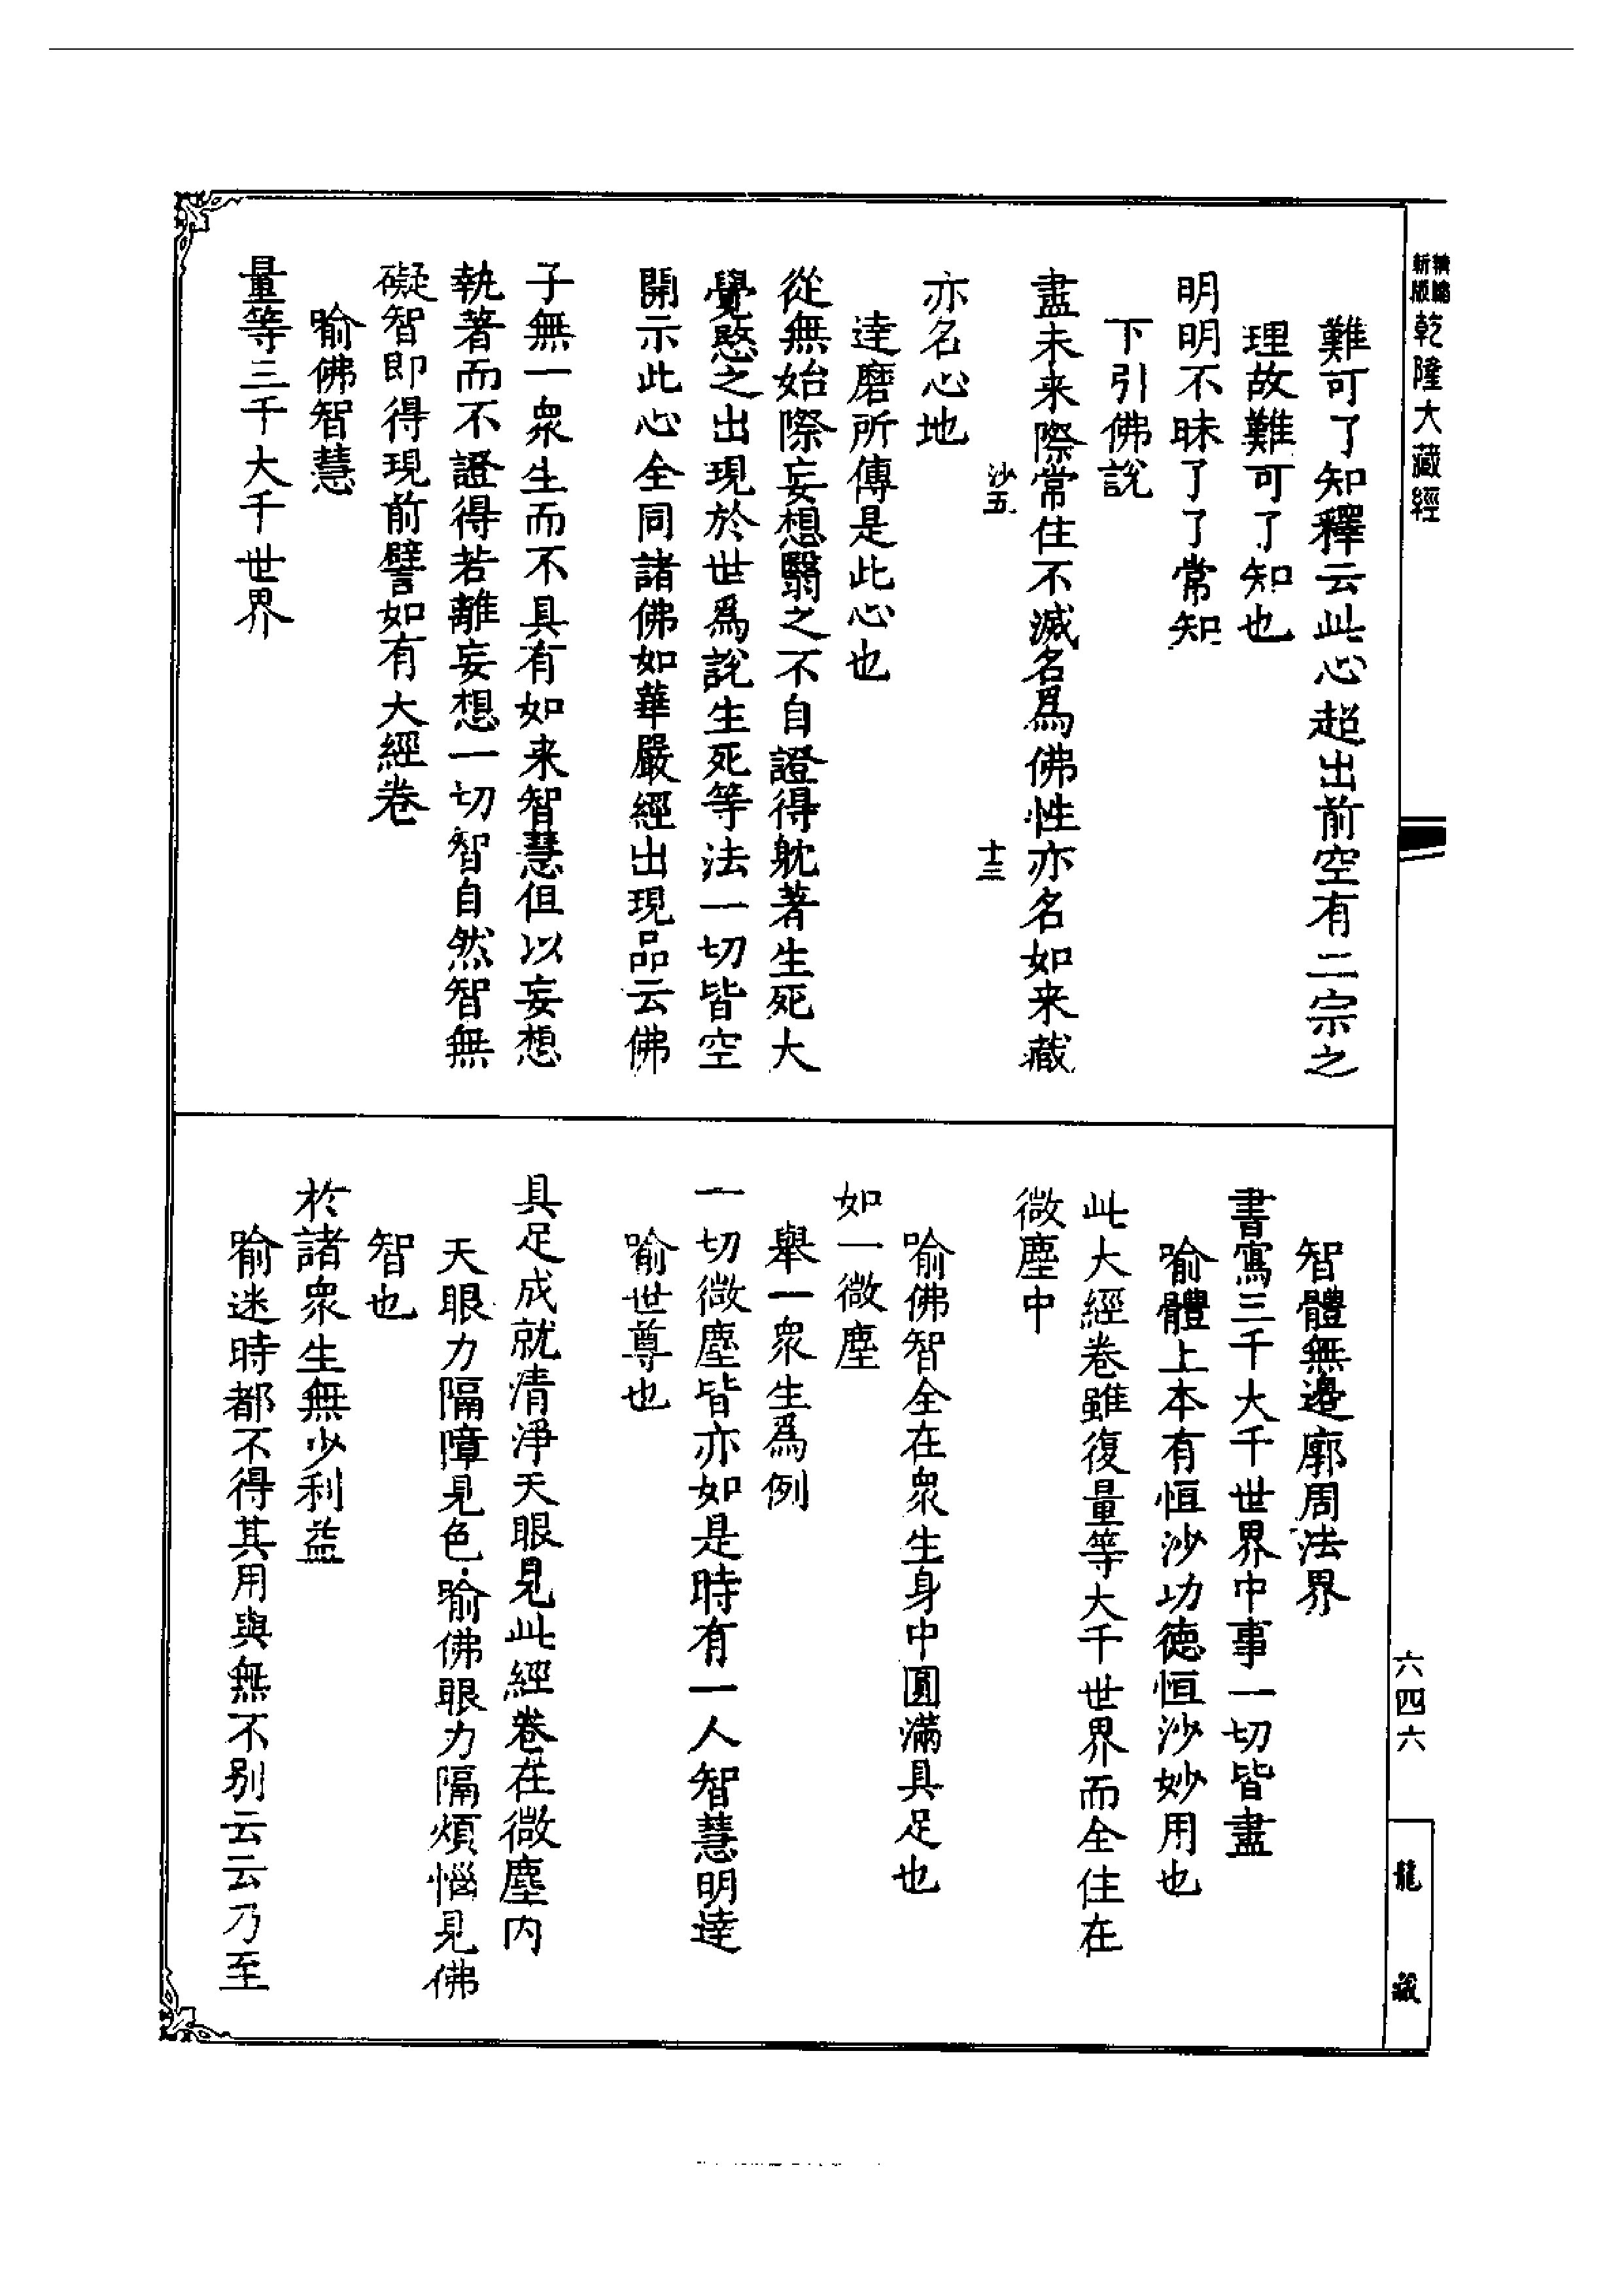 新版
精縮
乾隆大藏經
難可了知釋云此心超出前空有二宗之
理故難可了知也
明明不昧了了常知
下引佛說
盡未来際常住不滅名爲佛性亦名如来藏
沙五
十三
亦名心地
達磨所傳是此心也
從無始際妄想翳之不自證得躭著生死大
覺愍之出現於世爲說生死等法一切皆空
開示此心全同諸佛如華嚴經出現品云佛
子無一衆生而不具有如来智慧但以妄想
執著而不證得若離妄想一切智自然智無
礙智即得現前譬如有大經卷
喻佛智慧
量等三千大千世界
智體無邊廓周法界
書寫三千大千世界中事一切皆盡
喻體上本有恒沙功德恒沙妙用也
此大經卷雖復量等大千世界而全住在
微塵中
喻佛智全在衆生身中圓滿具足也
如一微塵
舉一衆生爲例
一切微塵皆亦如是時有一人智慧明達
喻世尊也
具足成就清淨天眼見此經卷在微塵内
天眼力隔障見色喻佛眼力隔煩惱見佛
智也
於諸衆生無少利益
喻迷時都不得其用與無不别云云乃至
六四六
龍藏